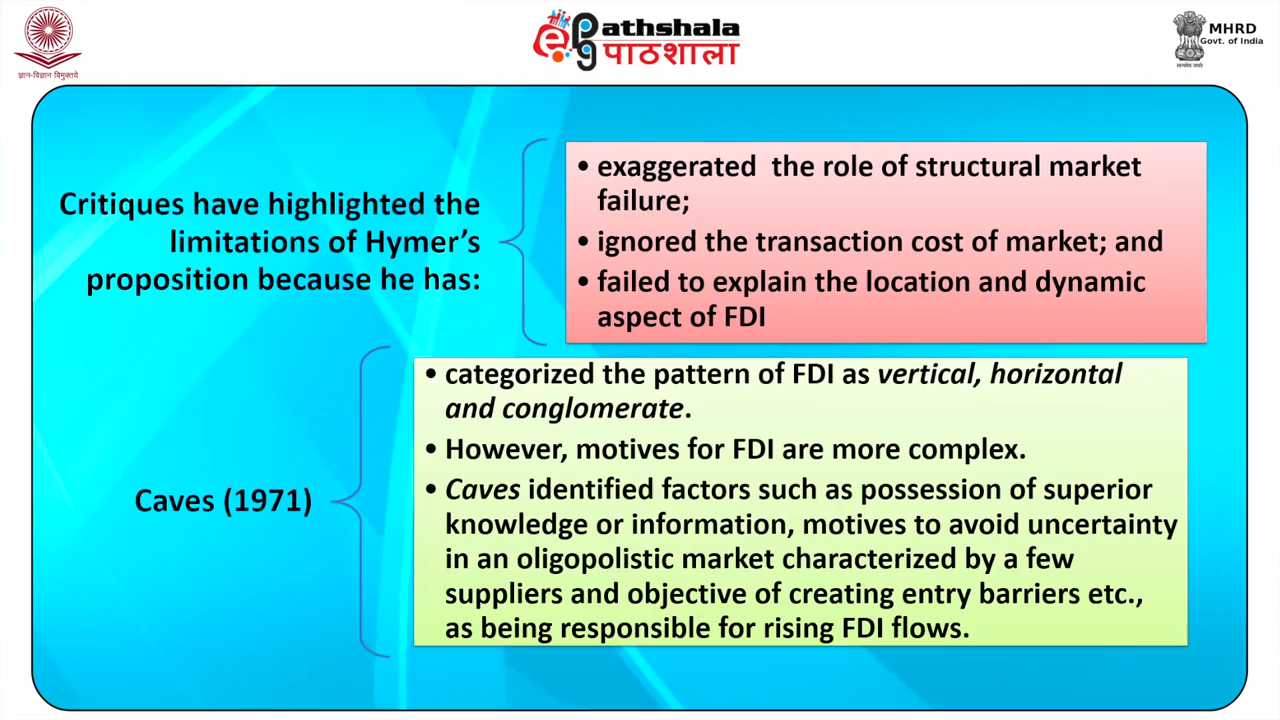 ज्ञान-विज्ञान विमुक्तये
epathshala
पाठशाला
MHRD
Govt. of India
सत्यमेव जयते
Critiques have highlighted the
limitations of Hymer’s
proposition because he has:
• exaggerated the role of structural market
failure;
• ignored the transaction cost of market; and
• failed to explain the location and dynamic
aspect of FDI
Caves (1971)
• categorized the pattern of FDI as vertical, horizontal
and conglomerate.
• However, motives for FDI are more complex.
• Caves identified factors such as possession of superior
knowledge or information, motives to avoid uncertainty
in an oligopolistic market characterized by a few
suppliers and objective of creating entry barriers etc.,
as being responsible for rising FDI flows.